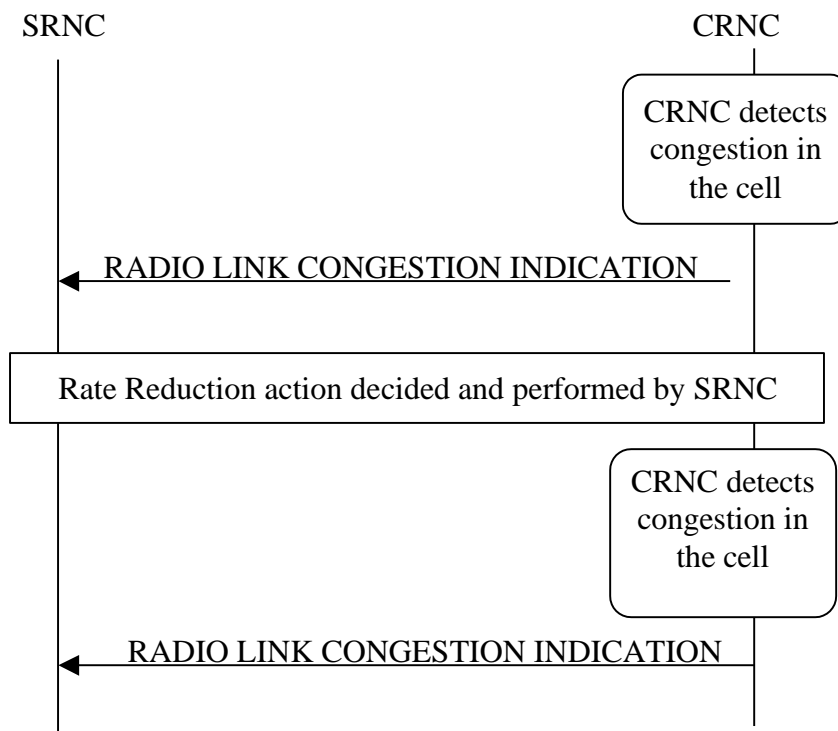 SRNC
CRNC
CRNC detects
congestion in
the cell
RADIO LINK CONGESTION INDICATION
Rate Reduction action decided and performed by SRNC
CRNC detects
congestion in
the cell
RADIO LINK CONGESTION INDICATION